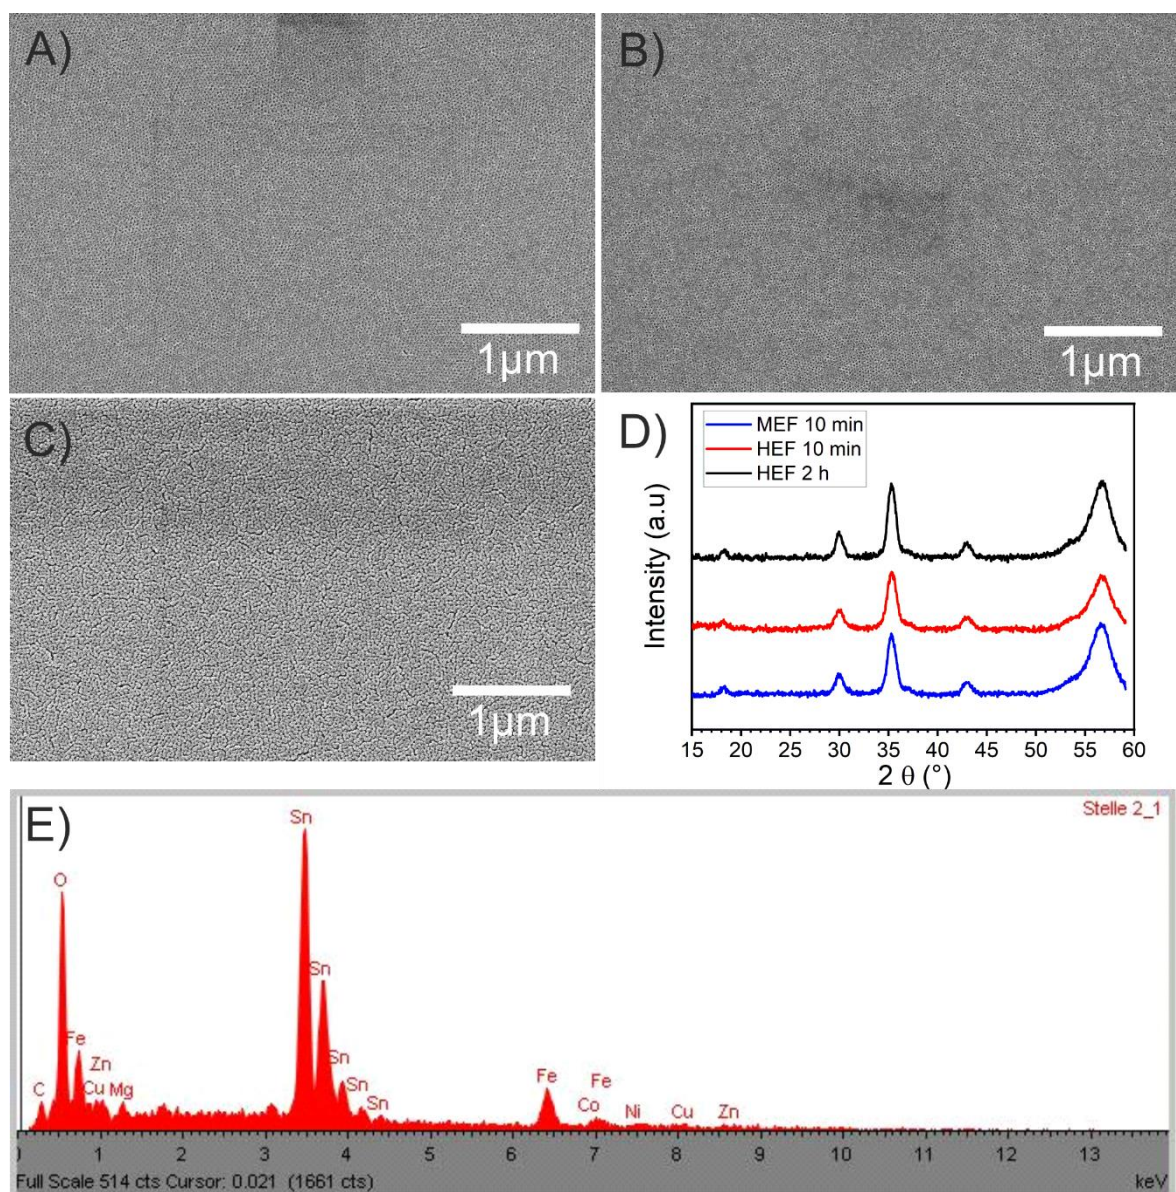 A)
1µm
B)
1µm
C)
1µm
D)
MEF 10 min
HEF 10 min
HEF 2 h
Intensity (a.u)
15 20 25 30 35 40 45 50 55 60
2 θ (°)
E)
Stelle 2_1
Sn
O
Sn
Fe
Zn
Sn
C
Cu
Mg
Sn
Sn
Fe
Fe
Co
Ni
Cu
Zn
1 2 3 4 5 6 7 8 9 10 11 12 13
Full Scale 514 cts Cursor: 0.021 (1661 cts)
keV